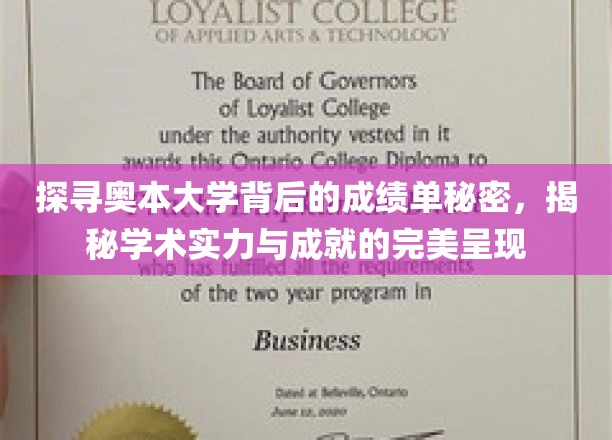 LOYALIST COLLEGE
OF APPLIED ARTS & TECHNOLOGY
The Board of Governors
of Loyalist College
under the authority vested in it
awards this Ontario College Diploma to
探寻奥本大学背后的成绩单秘密，揭
秘学术实力与成就的完美呈现
who has fulfilled all the requirements
of the two year program in
Business
Dated at Belleville, Ontario
June 12, 2020